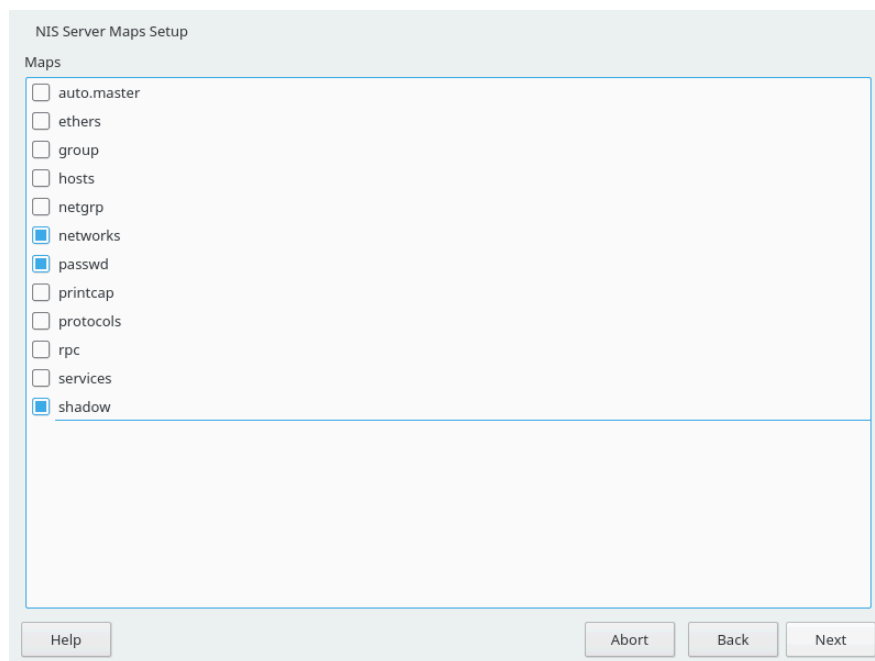 NIS Server Maps Setup
Maps
auto.master
ethers
group
hosts
netgrp
networks
passwd
printcap
protocols
rpc
services
shadow
Help Abort Back Next